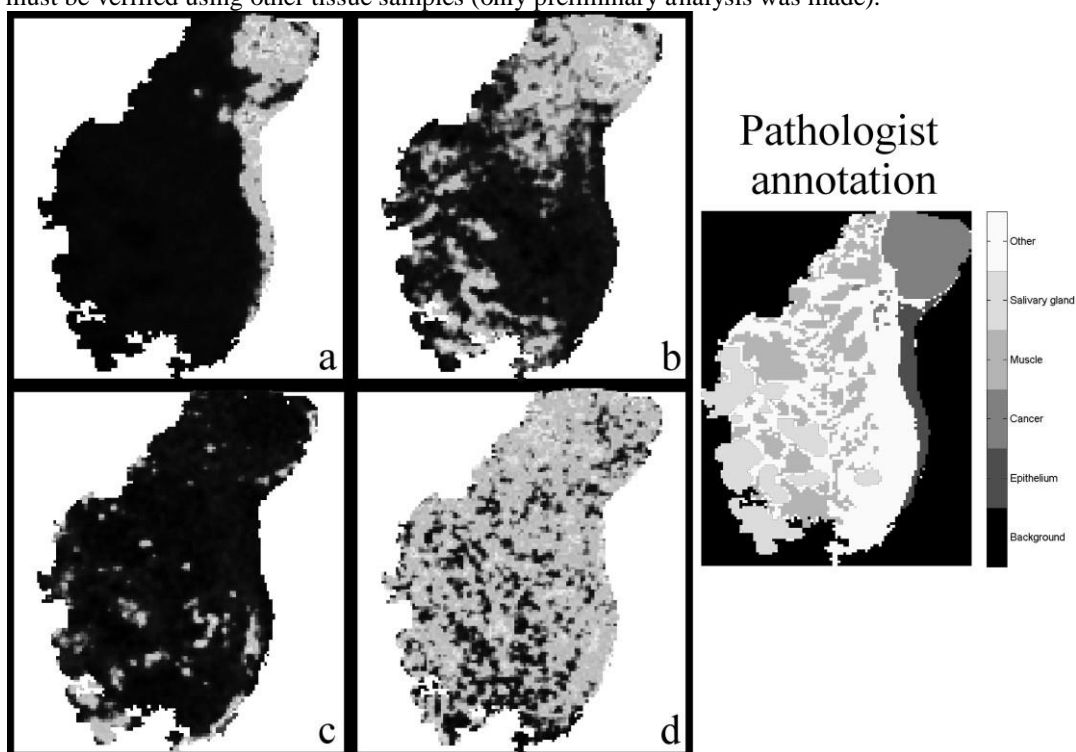 must be verified using other tissue samples (only preliminary analysis was made).
a
b
Pathologist
annotation
Other
Salivary gland
Muscle
Cancer
Epithelium
Background
c
d